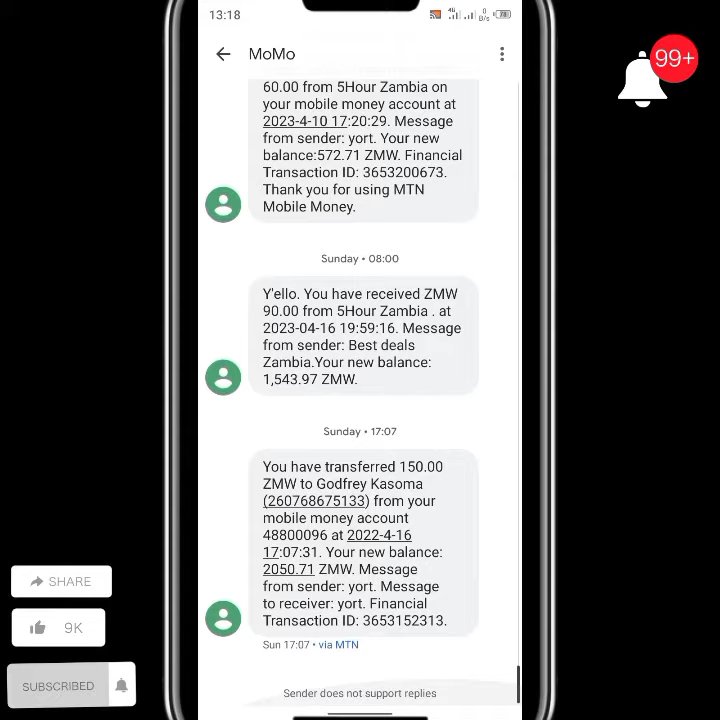 13:18
4G
0
B/s
99+
MoMo
60.00 from 5Hour Zambia on
your mobile money account at
2023-4-10 17:20:29. Message
from sender: yort. Your new
balance:572.71 ZMW. Financial
Transaction ID: 3653200673.
Thank you for using MTN
Mobile Money.
Sunday • 08:00
Y'ello. You have received ZMW
90.00 from 5Hour Zambia . at
2023-04-16 19:59:16. Message
from sender: Best deals
Zambia.Your new balance:
1,543.97 ZMW.
Sunday • 17:07
You have transferred 150.00
ZMW to Godfrey Kasoma
(260768675133) from your
mobile money account
48800096 at 2022-4-16
17:07:31. Your new balance:
2050.71 ZMW. Message
from sender: yort. Message
to receiver: yort. Financial
Transaction ID: 3653152313.
Sun 17:07 • via MTN
Sender does not support replies
SHARE
9K
SUBSCRIBED